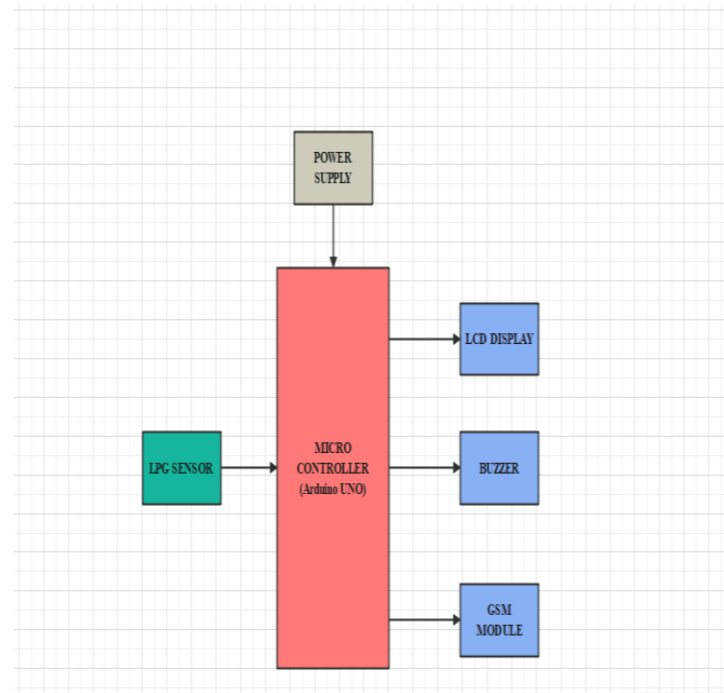 POWER
SUPPLY
LCD DISPLAY
LPG SENSOR
MICRO
CONTROLLER
(Arduino UNO)
BUZZER
GSM
MODULE